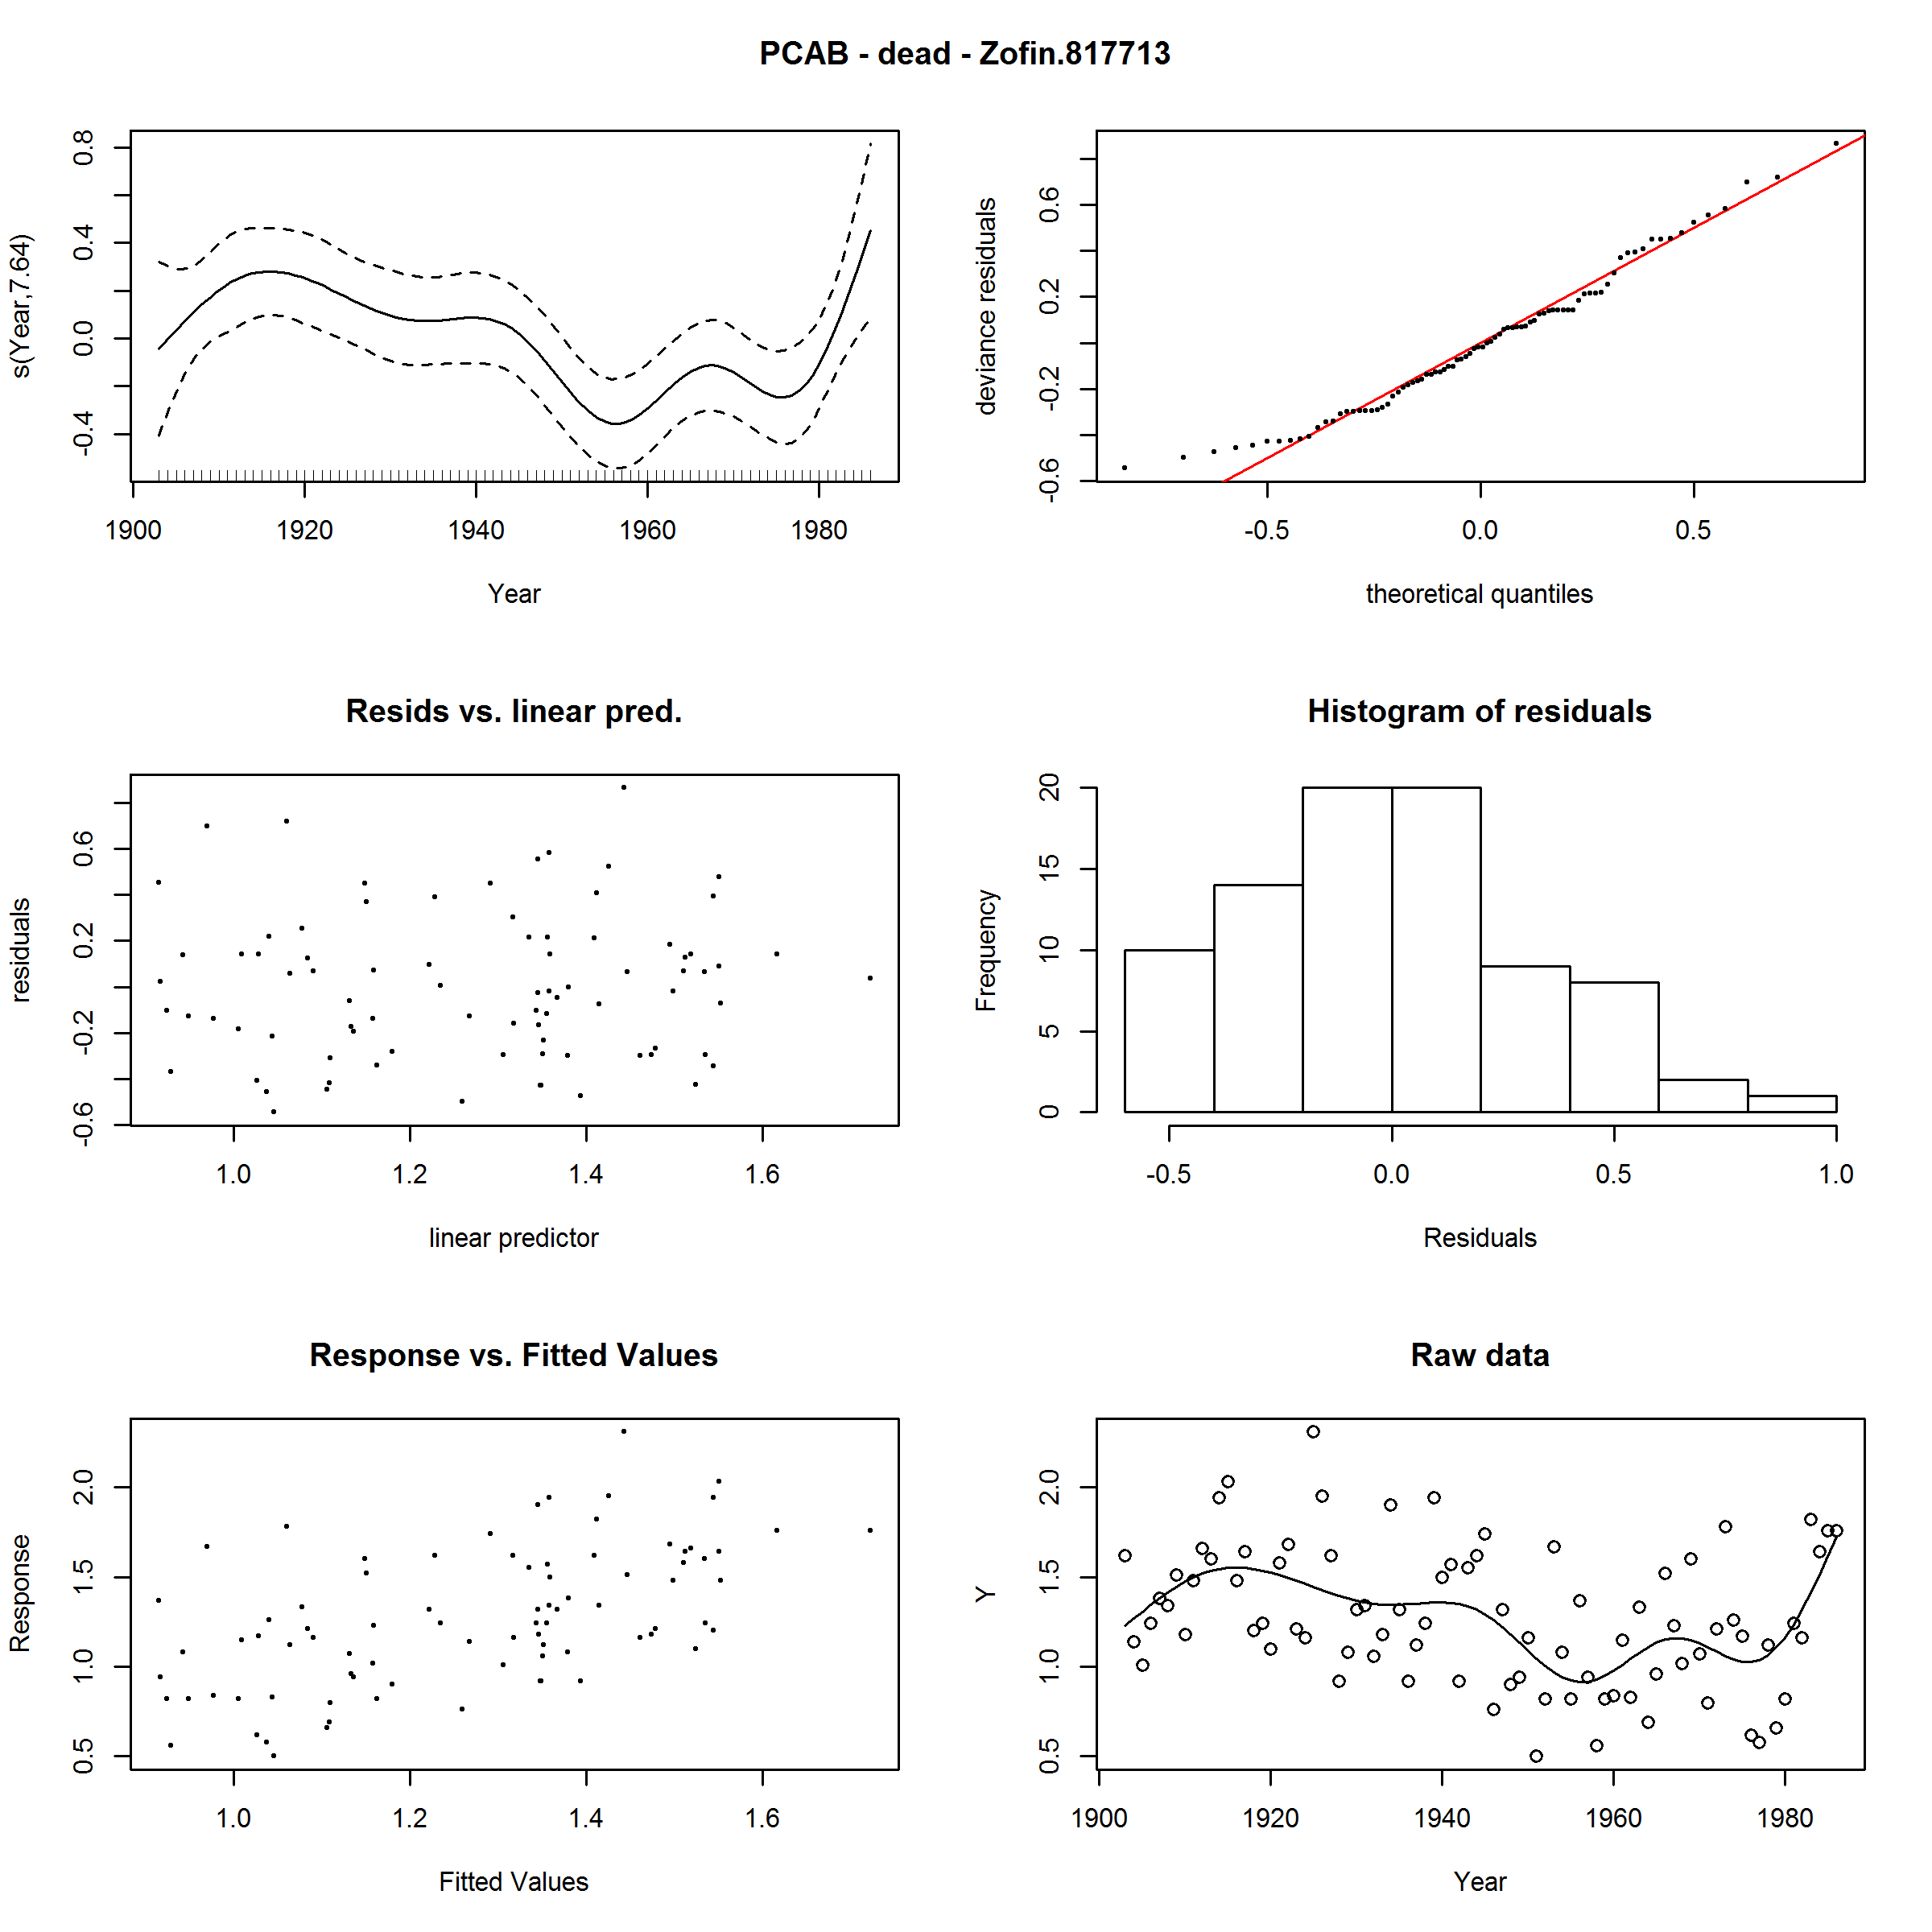 PCAB - dead - Zofin.817713
s(Year,7.64)
-0.4 0.0 0.4 0.8
1900 1920 1940 1960 1980
Year
deviance residuals
-0.6 -0.2 0.2 0.6
-0.5 0.0 0.5
theoretical quantiles
Resids vs. linear pred.
residuals
-0.6 -0.2 0.2 0.6
1.0 1.2 1.4 1.6
linear predictor
Histogram of residuals
Frequency
0 5 10 15 20
-0.5 0.0 0.5 1.0
Residuals
Response vs. Fitted Values
Response
0.5 1.0 1.5 2.0
1.0 1.2 1.4 1.6
Fitted Values
Raw data
Y
0.5 1.0 1.5 2.0
1900 1920 1940 1960 1980
Year